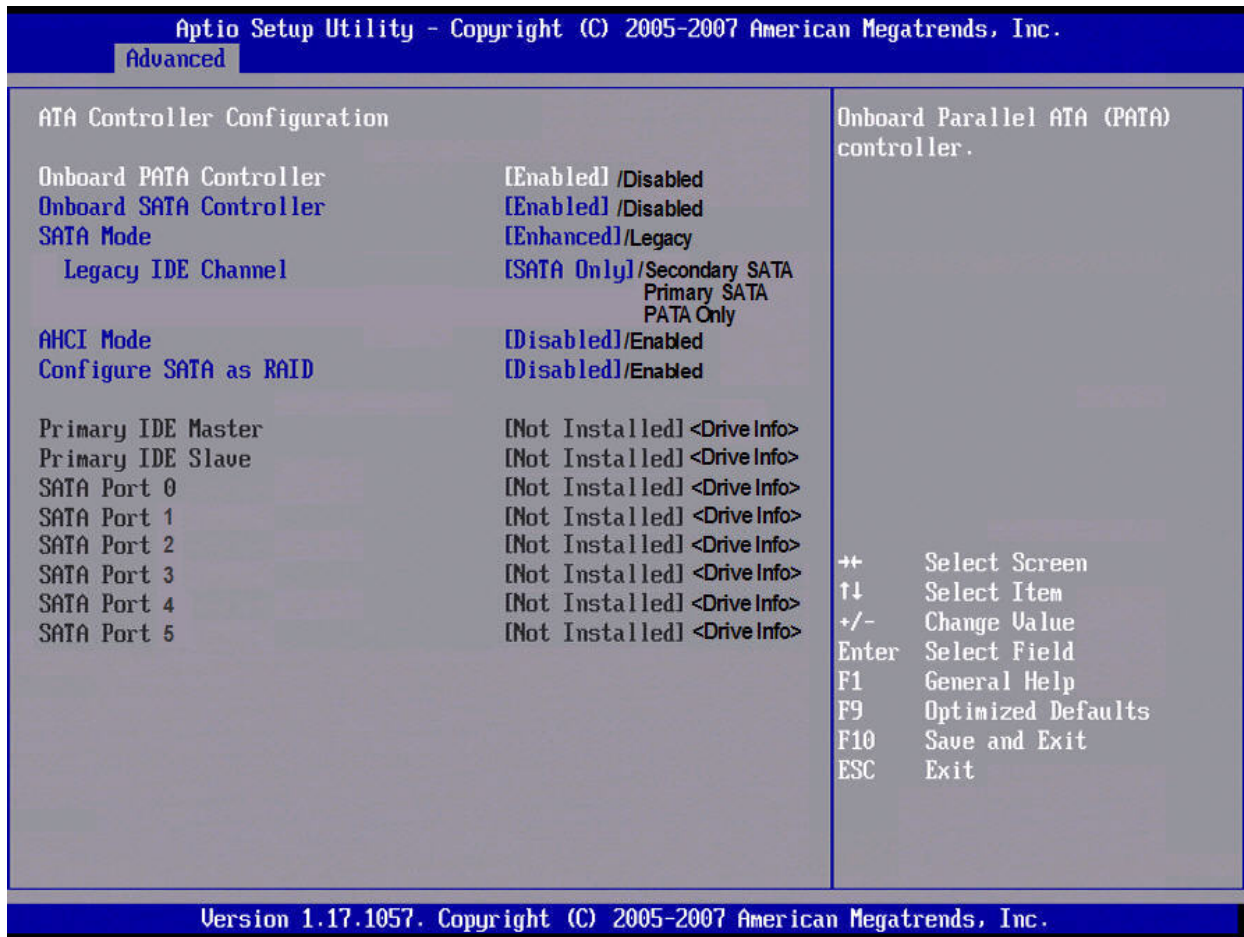 Aptio Setup Utility - Copyright (C) 2005-2007 American Megatrends, Inc.
Advanced
ATA Controller Configuration
Onboard PATA Controller [Enabled] /Disabled
Onboard SATA Controller [Enabled] /Disabled
SATA Mode [Enhanced]/Legacy
Legacy IDE Channel [SATA Only]/Secondary SATA
Primary SATA
PATA Only
AHCI Mode [Disabled]/Enabled
Configure SATA as RAID [Disabled]/Enabled
Primary IDE Master [Not Installed] <Drive Info>
Primary IDE Slave [Not Installed] <Drive Info>
SATA Port 0 [Not Installed] <Drive Info>
SATA Port 1 [Not Installed] <Drive Info>
SATA Port 2 [Not Installed] <Drive Info>
SATA Port 3 [Not Installed] <Drive Info>
SATA Port 4 [Not Installed] <Drive Info>
SATA Port 5 [Not Installed] <Drive Info>
Onboard Parallel ATA (PATA)
controller.
→← Select Screen
↑↓ Select Item
+/- Change Value
Enter Select Field
F1 General Help
F9 Optimized Defaults
F10 Save and Exit
ESC Exit
Version 1.17.1057. Copyright (C) 2005-2007 American Megatrends, Inc.